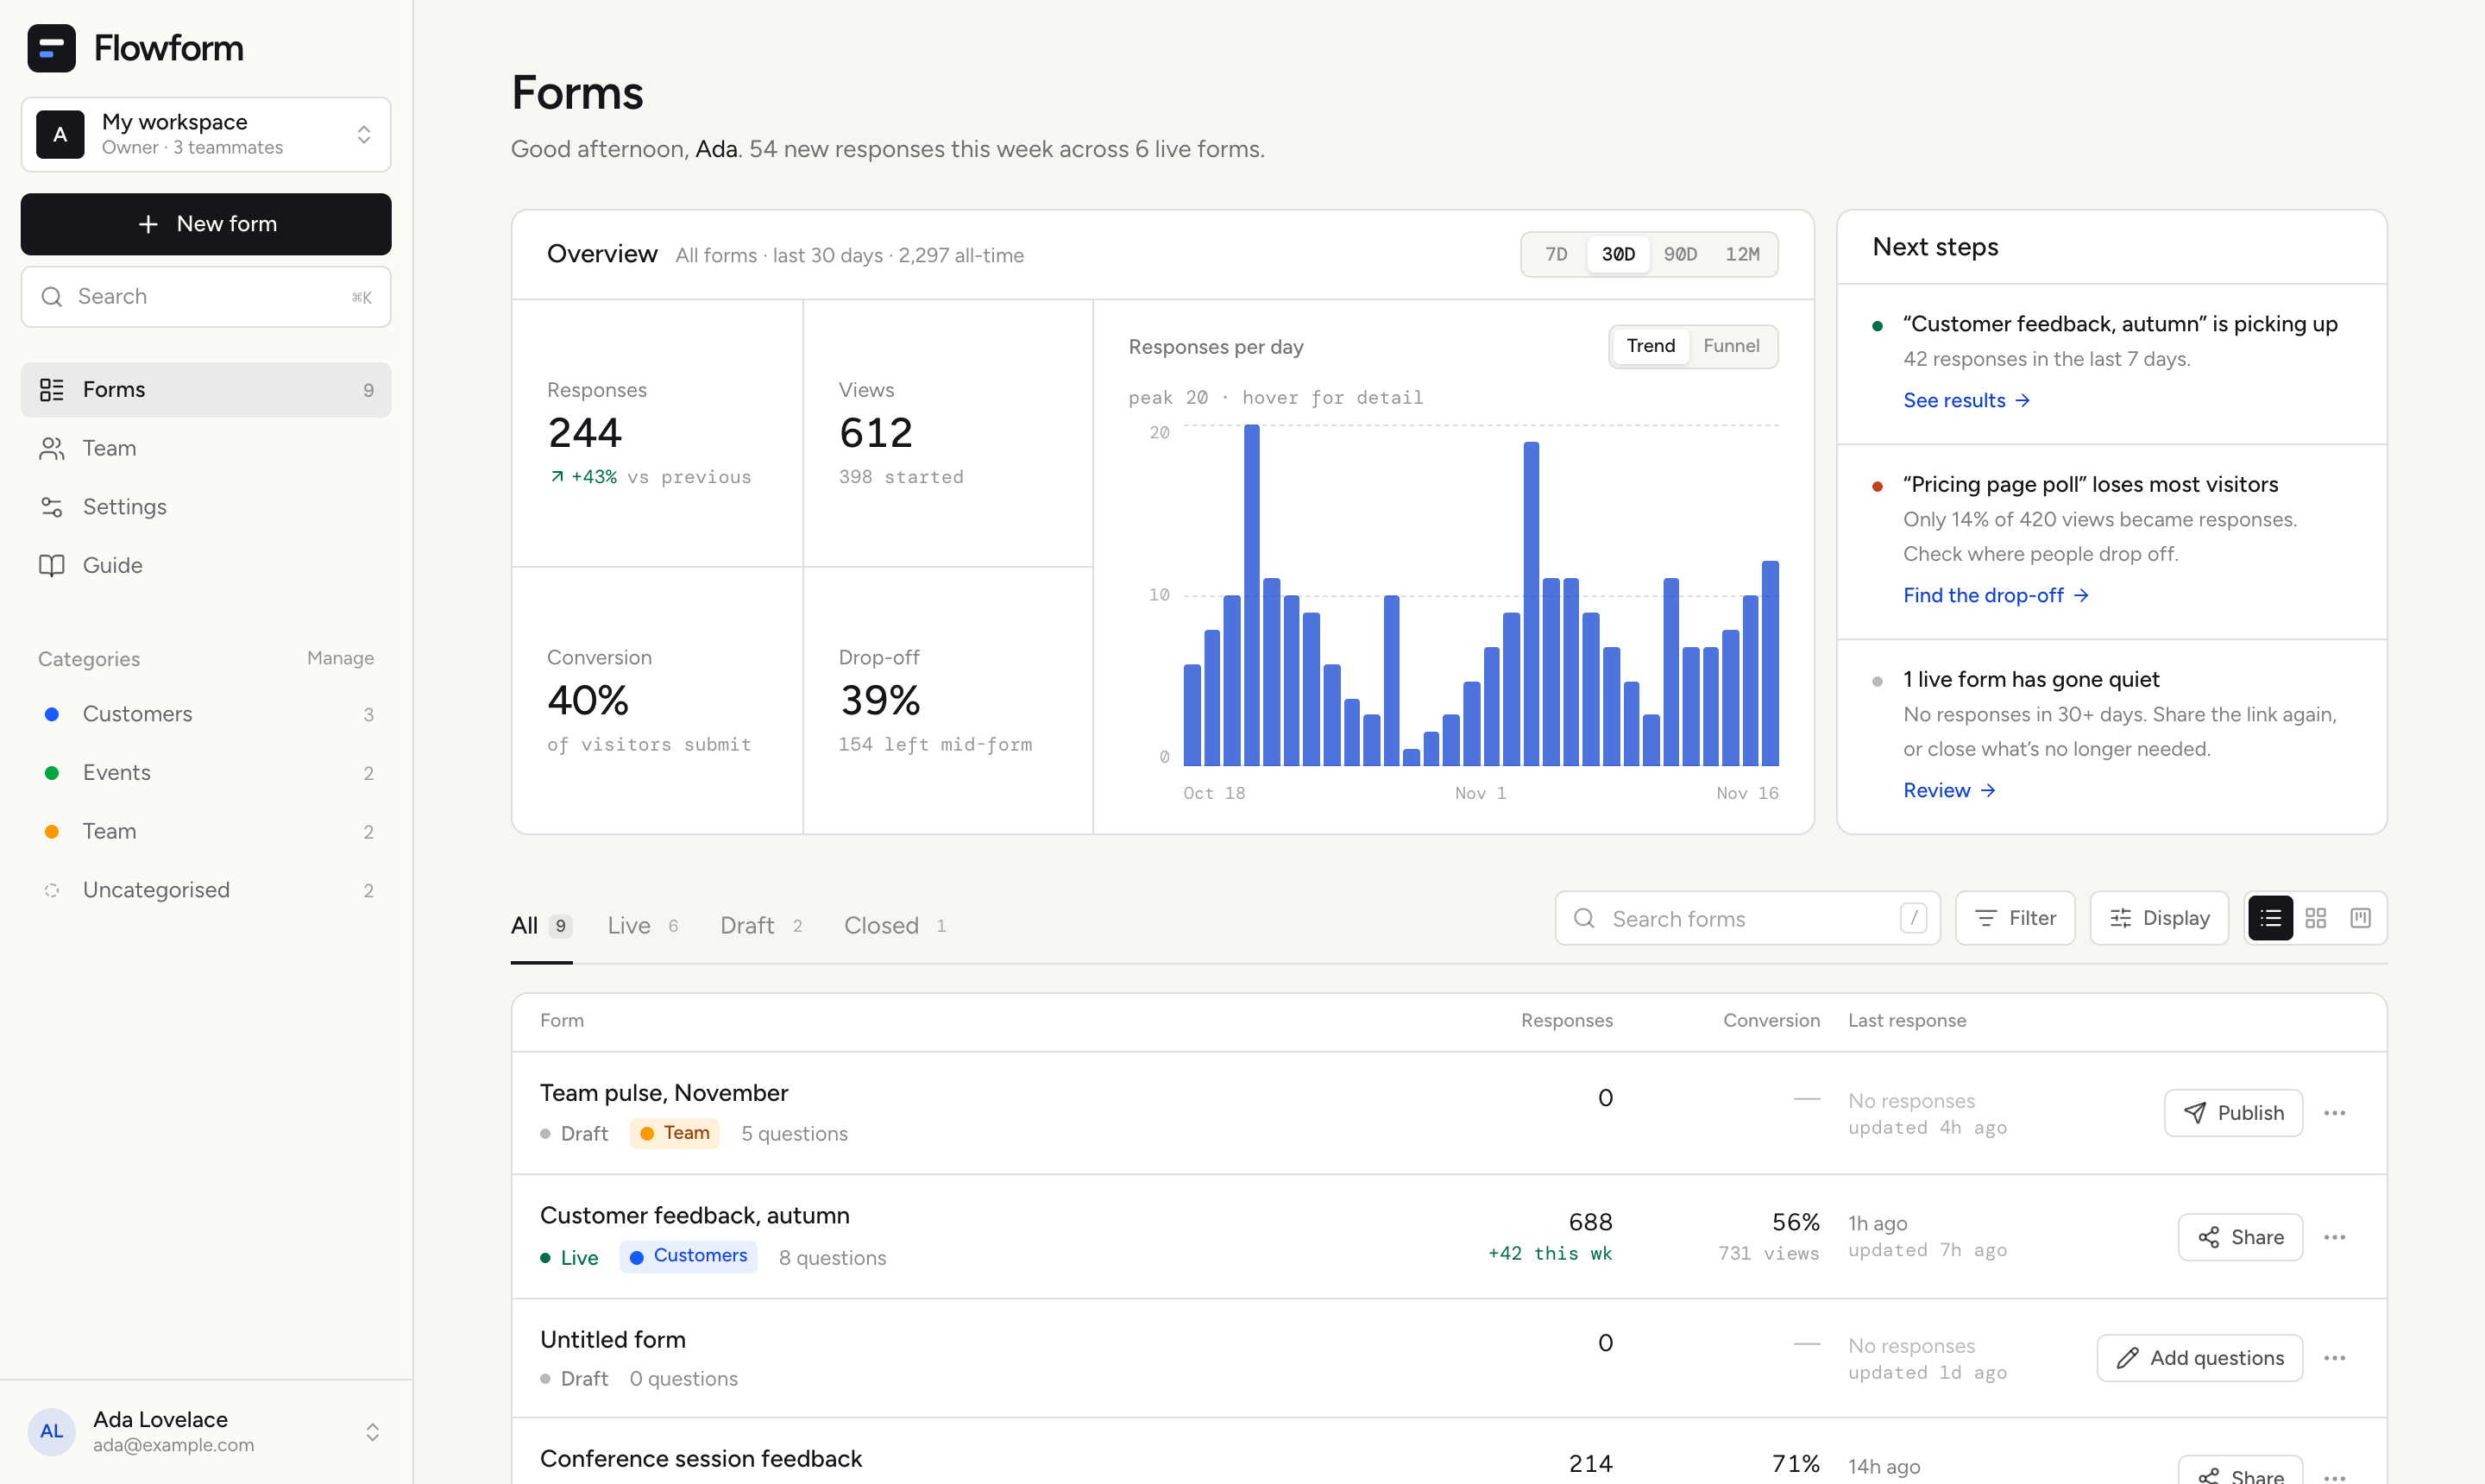 Flowform
A
My workspace
Owner · 3 teammates
New form
Search ⌘K
Forms 9
Team
Settings
Guide
Categories Manage
Customers 3
Events 2
Team 2
Uncategorised 2
AL
Ada Lovelace
ada@example.com
Forms
Good afternoon, Ada. 54 new responses this week across 6 live forms.
Overview All forms · last 30 days · 2,297 all-time
7D 30D 90D 12M
Responses
244
+43% vs previous
Views
612
398 started
Conversion
40%
of visitors submit
Drop-off
39%
154 left mid-form
Responses per day
Trend Funnel
peak 20 · hover for detail
20
10
0
Oct 18 Nov 1 Nov 16
Next steps
“Customer feedback, autumn” is picking up
42 responses in the last 7 days.
See results →
“Pricing page poll” loses most visitors
Only 14% of 420 views became responses.
Check where people drop off.
Find the drop-off →
1 live form has gone quiet
No responses in 30+ days. Share the link again,
or close what’s no longer needed.
Review →
All 9 Live 6 Draft 2 Closed 1
Search forms /
Filter
Display
Form Responses Conversion Last response
Team pulse, November
Draft Team 5 questions
0 —
No responses
updated 4h ago
Publish
Customer feedback, autumn
Live Customers 8 questions
688 56% 1h ago
+42 this wk 731 views updated 7h ago
Share
Untitled form
Draft 0 questions
0 —
No responses
updated 1d ago
Add questions
Conference session feedback
214 71% 14h ago
Share